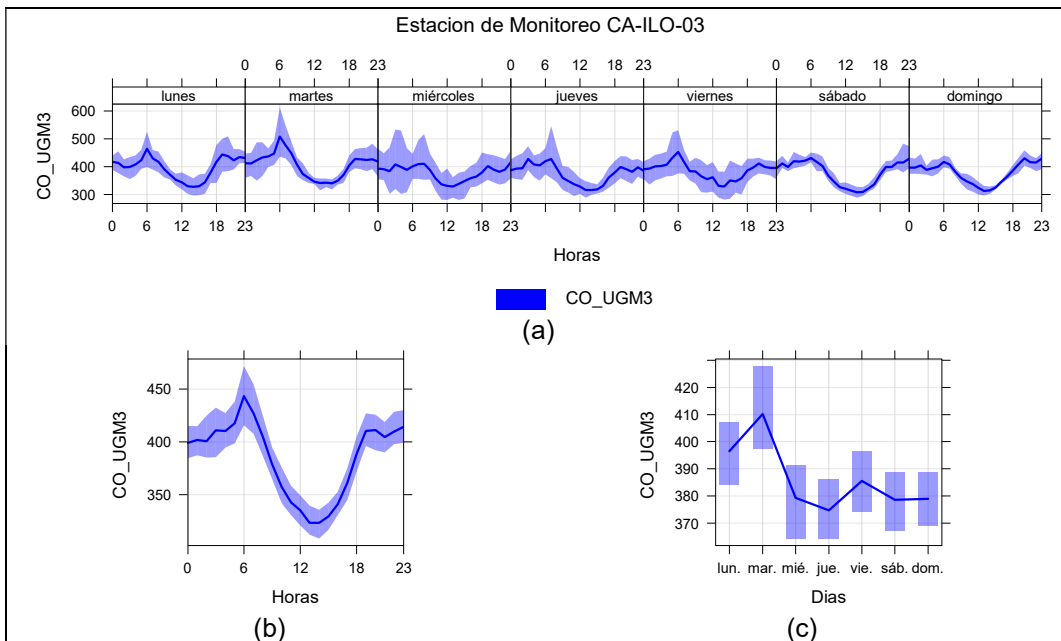 Estacion de Monitoreo CA-ILO-03
0 6 12 18 23 0 6 12 18 23 0 6 12 18 23
lunes martes miércoles jueves viernes sábado domingo
600
500
400
300
CO_UGM3
0 6 12 18 23 0 6 12 18 23 0 6 12 18 23 0 6 12 18 23
Horas
CO_UGM3
(a)
450
400
350
CO_UGM3
0 6 12 18 23
Horas
(b)
420
410
400
390
380
370
CO_UGM3
lun. mar. mié. jue. vie. sáb. dom.
Dias
(c)